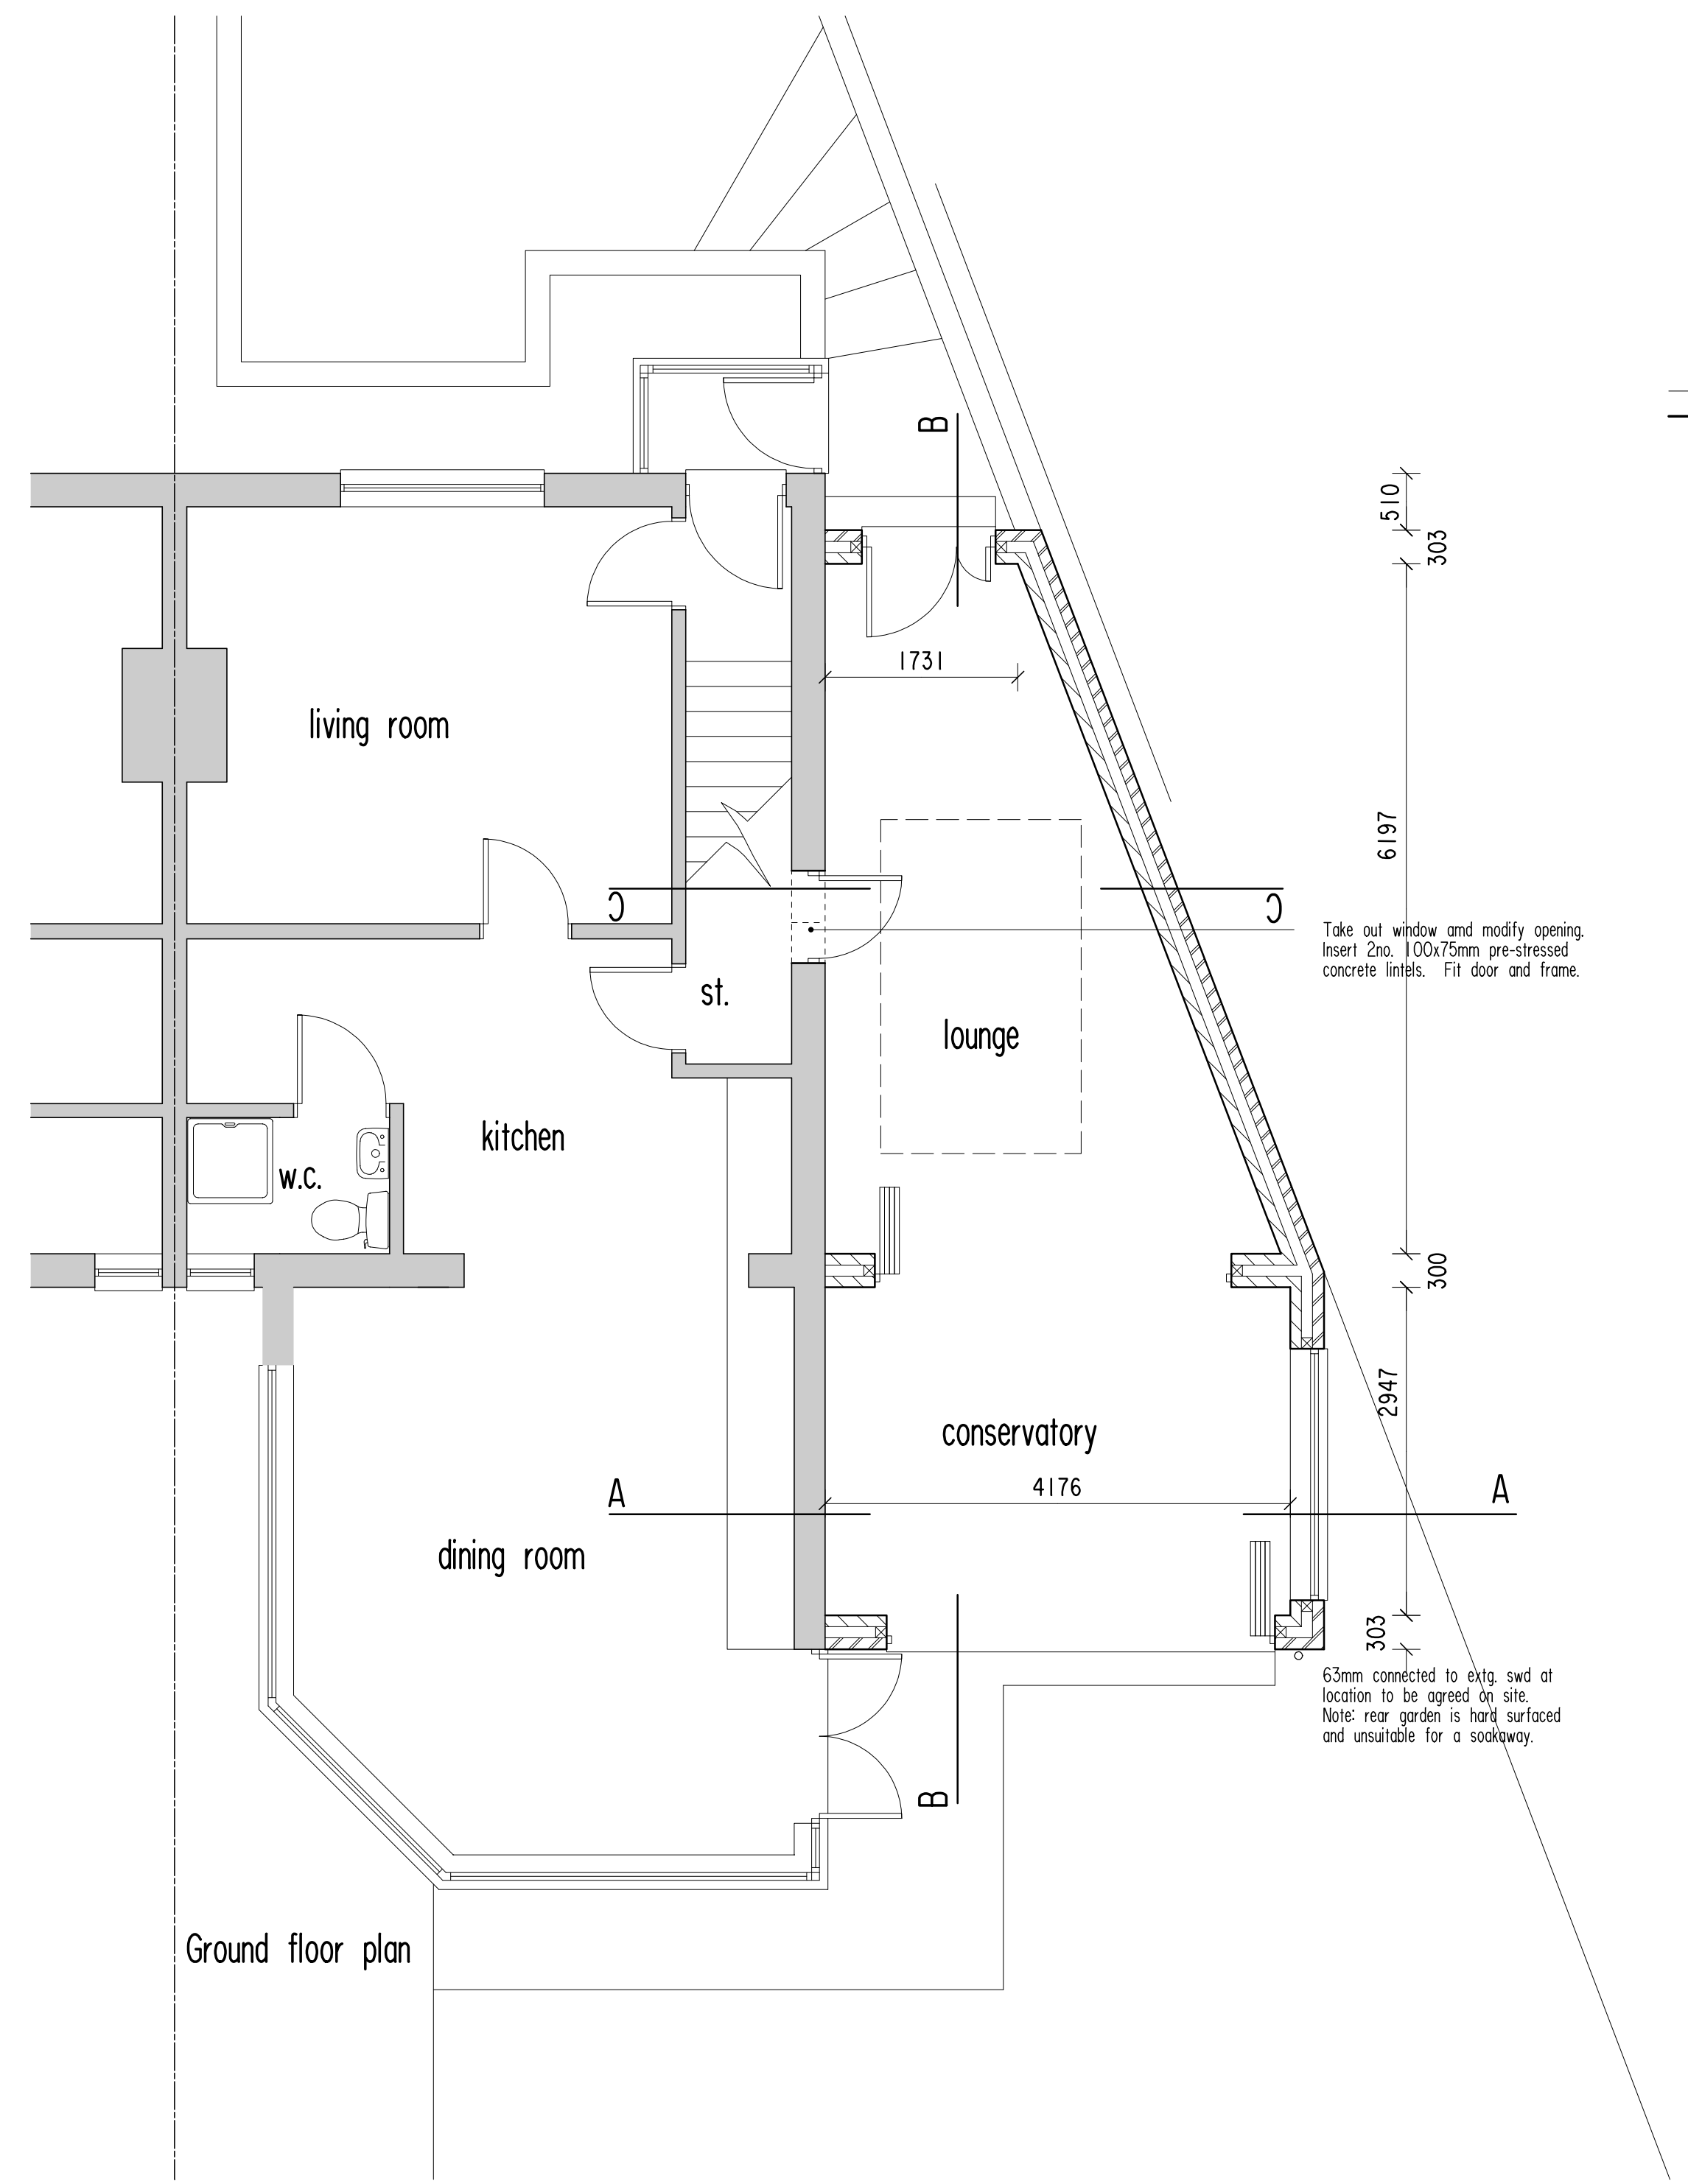 B
510
303
1731
living room
6197
C
C
Take out window amd modify opening.
Insert 2no. 100x75mm pre-stressed
concrete lintels. Fit door and frame.
st.
lounge
kitchen
w.c.
300
2947
conservatory
4176
A
A
dining room
303
63mm connected to extg. swd at
location to be agreed on site.
Note: rear garden is hard surfaced
and unsuitable for a soakaway.
B
Ground floor plan